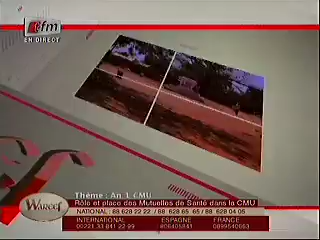 tfm
EN DIRECT
Thème : An 1 CMU
Wareef
Rôle et place des Mutuelles de Santé dans la CMU
NATIONAL : 88 628 22 22 / 88 628 65 65 / 88 628 04 05
INTERNATIONAL ESPAGNE FRANCE
00221 33 841 22 99 806405841 0899540063